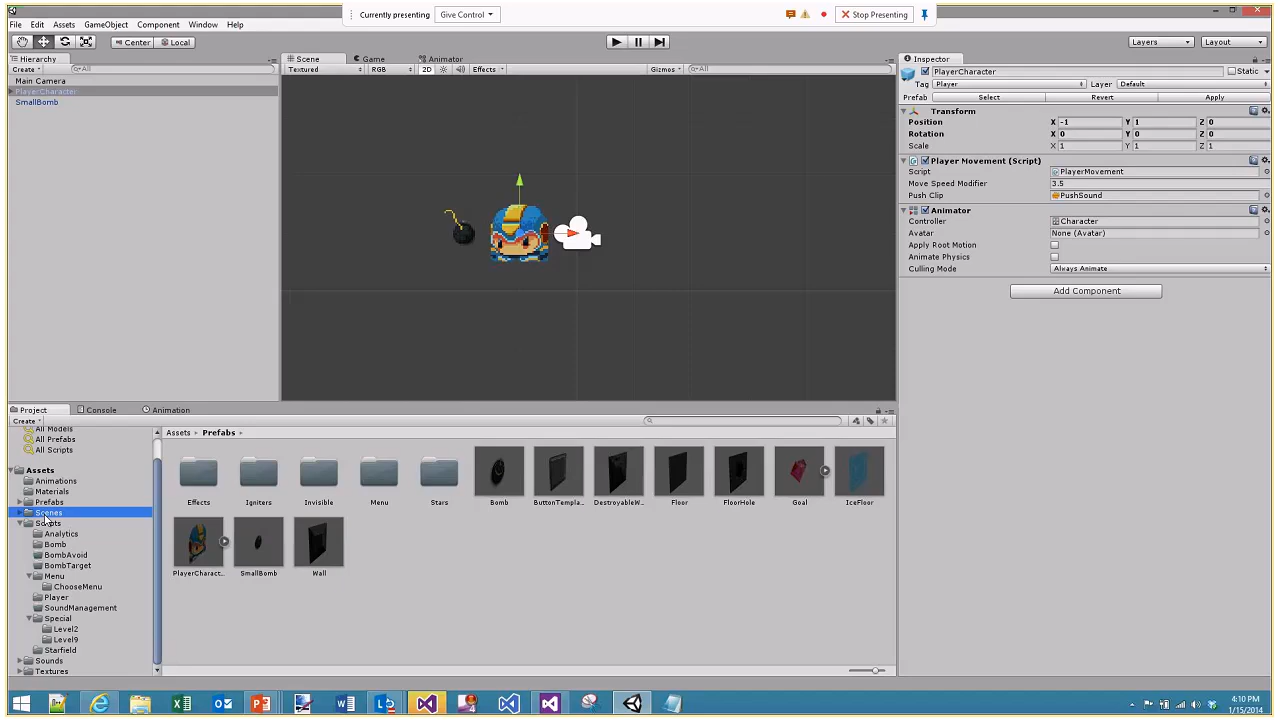 Currently presenting Give Control Stop Presenting
File Edit Assets GameObject Component Window Help
Center Local Layers Layout
Hierarchy Scene Game Animator Inspector
Create All Textured RGB 2D Effects Gizmos All PlayerCharacter Static
Main Camera Tag Player Layer Default
PlayerCharacter Prefab Select Revert Apply
SmallBomb
Transform
Position X -1 Y 1 Z 0
Rotation X 0 Y 0 Z 0
Scale X 1 Y 1 Z 1
Player Movement (Script)
Script PlayerMovement
Move Speed Modifier 3.5
Push Clip PushSound
Animator
Controller Character
Avatar None (Avatar)
Apply Root Motion
Animate Physics
Culling Mode Always Animate
Add Component
Project Console Animation
Create
All Models Assets Prefabs
All Prefabs
All Scripts
Assets
Animations
Materials
Prefabs
Scenes
Scripts
Analytics
Bomb
BombAvoid
BombTarget
Menu
ChooseMenu
Player
SoundManagement
Special
Level2
Level9
Starfield
Sounds
Textures
Effects Igniters Invisible Menu Stars Bomb ButtonTempla... DestroyableW... Floor FloorHole Goal IceFloor
PlayerCharact... SmallBomb Wall
4:10 PM
1/15/2014